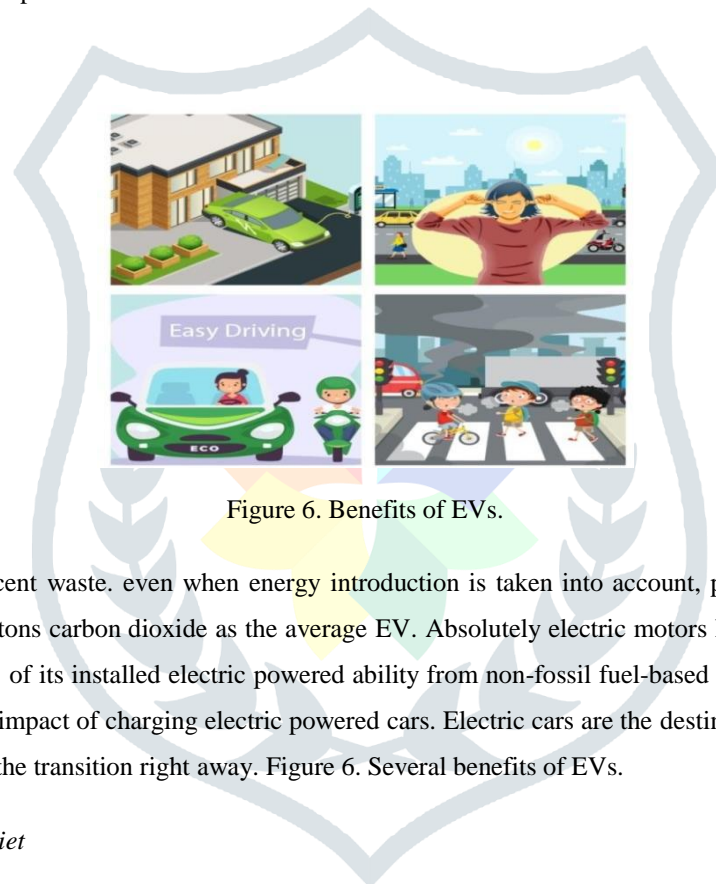 Easy Driving
ECO
Figure 6. Benefits of EVs.
waste. even when energy introduction is taken into account,
tons carbon dioxide as the average EV. Absolutely electric motors
of its installed electric powered ability from non-fossil fuel-based
impact of charging electric powered cars. Electric cars are the
the transition right away. Figure 6. Several benefits of EVs.